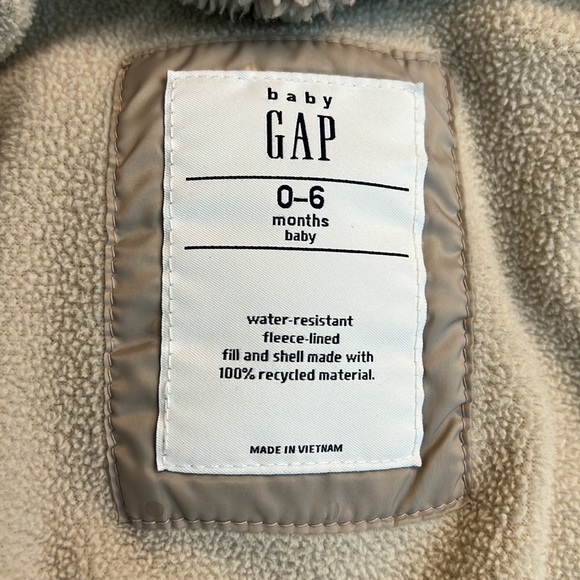 baby
GAP
0–6
months
baby
water-resistant
fleece-lined
fill and shell made with
100% recycled material.
MADE IN VIETNAM